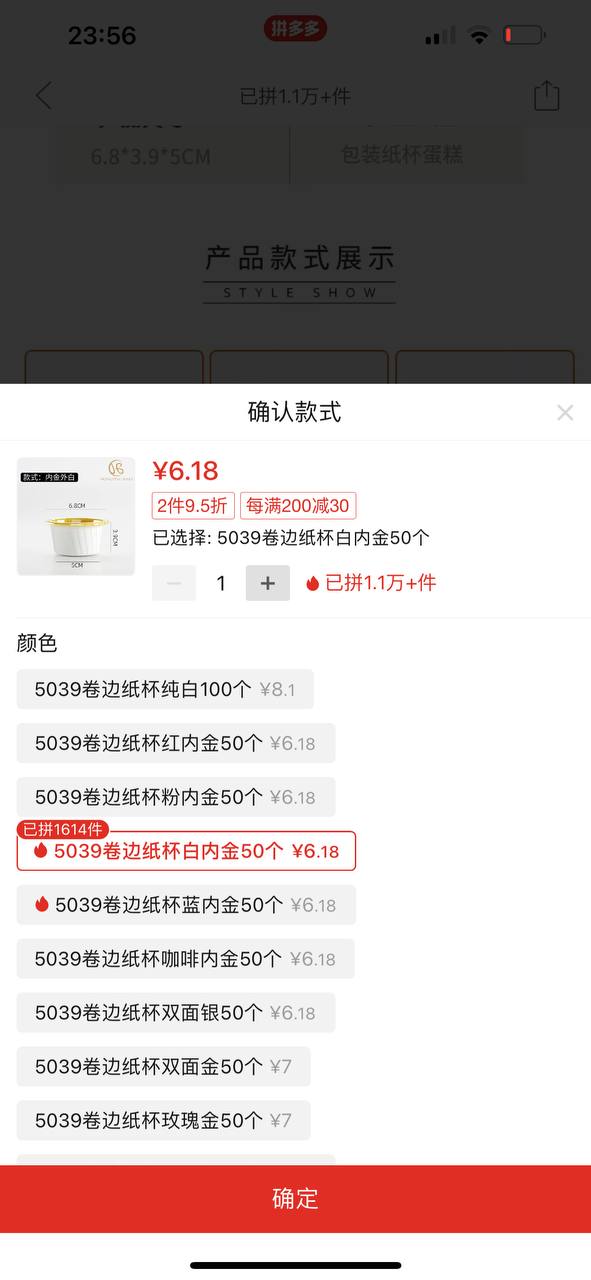 23:56
拼多多
已拼1.1万+件
6.8*3.9*5CM
包装纸杯蛋糕
产品款式展示
STYLE SHOW
确认款式
款式：内金外白
6.8CM
3.9CM
5CM
¥6.18
2件9.5折
每满200减30
已选择: 5039卷边纸杯白内金50个
1
已拼1.1万+件
颜色
5039卷边纸杯纯白100个 ¥8.1
5039卷边纸杯红内金50个 ¥6.18
5039卷边纸杯粉内金50个 ¥6.18
已拼1614件
5039卷边纸杯白内金50个 ¥6.18
5039卷边纸杯蓝内金50个 ¥6.18
5039卷边纸杯咖啡内金50个 ¥6.18
5039卷边纸杯双面银50个 ¥6.18
5039卷边纸杯双面金50个 ¥7
5039卷边纸杯玫瑰金50个 ¥7
确定